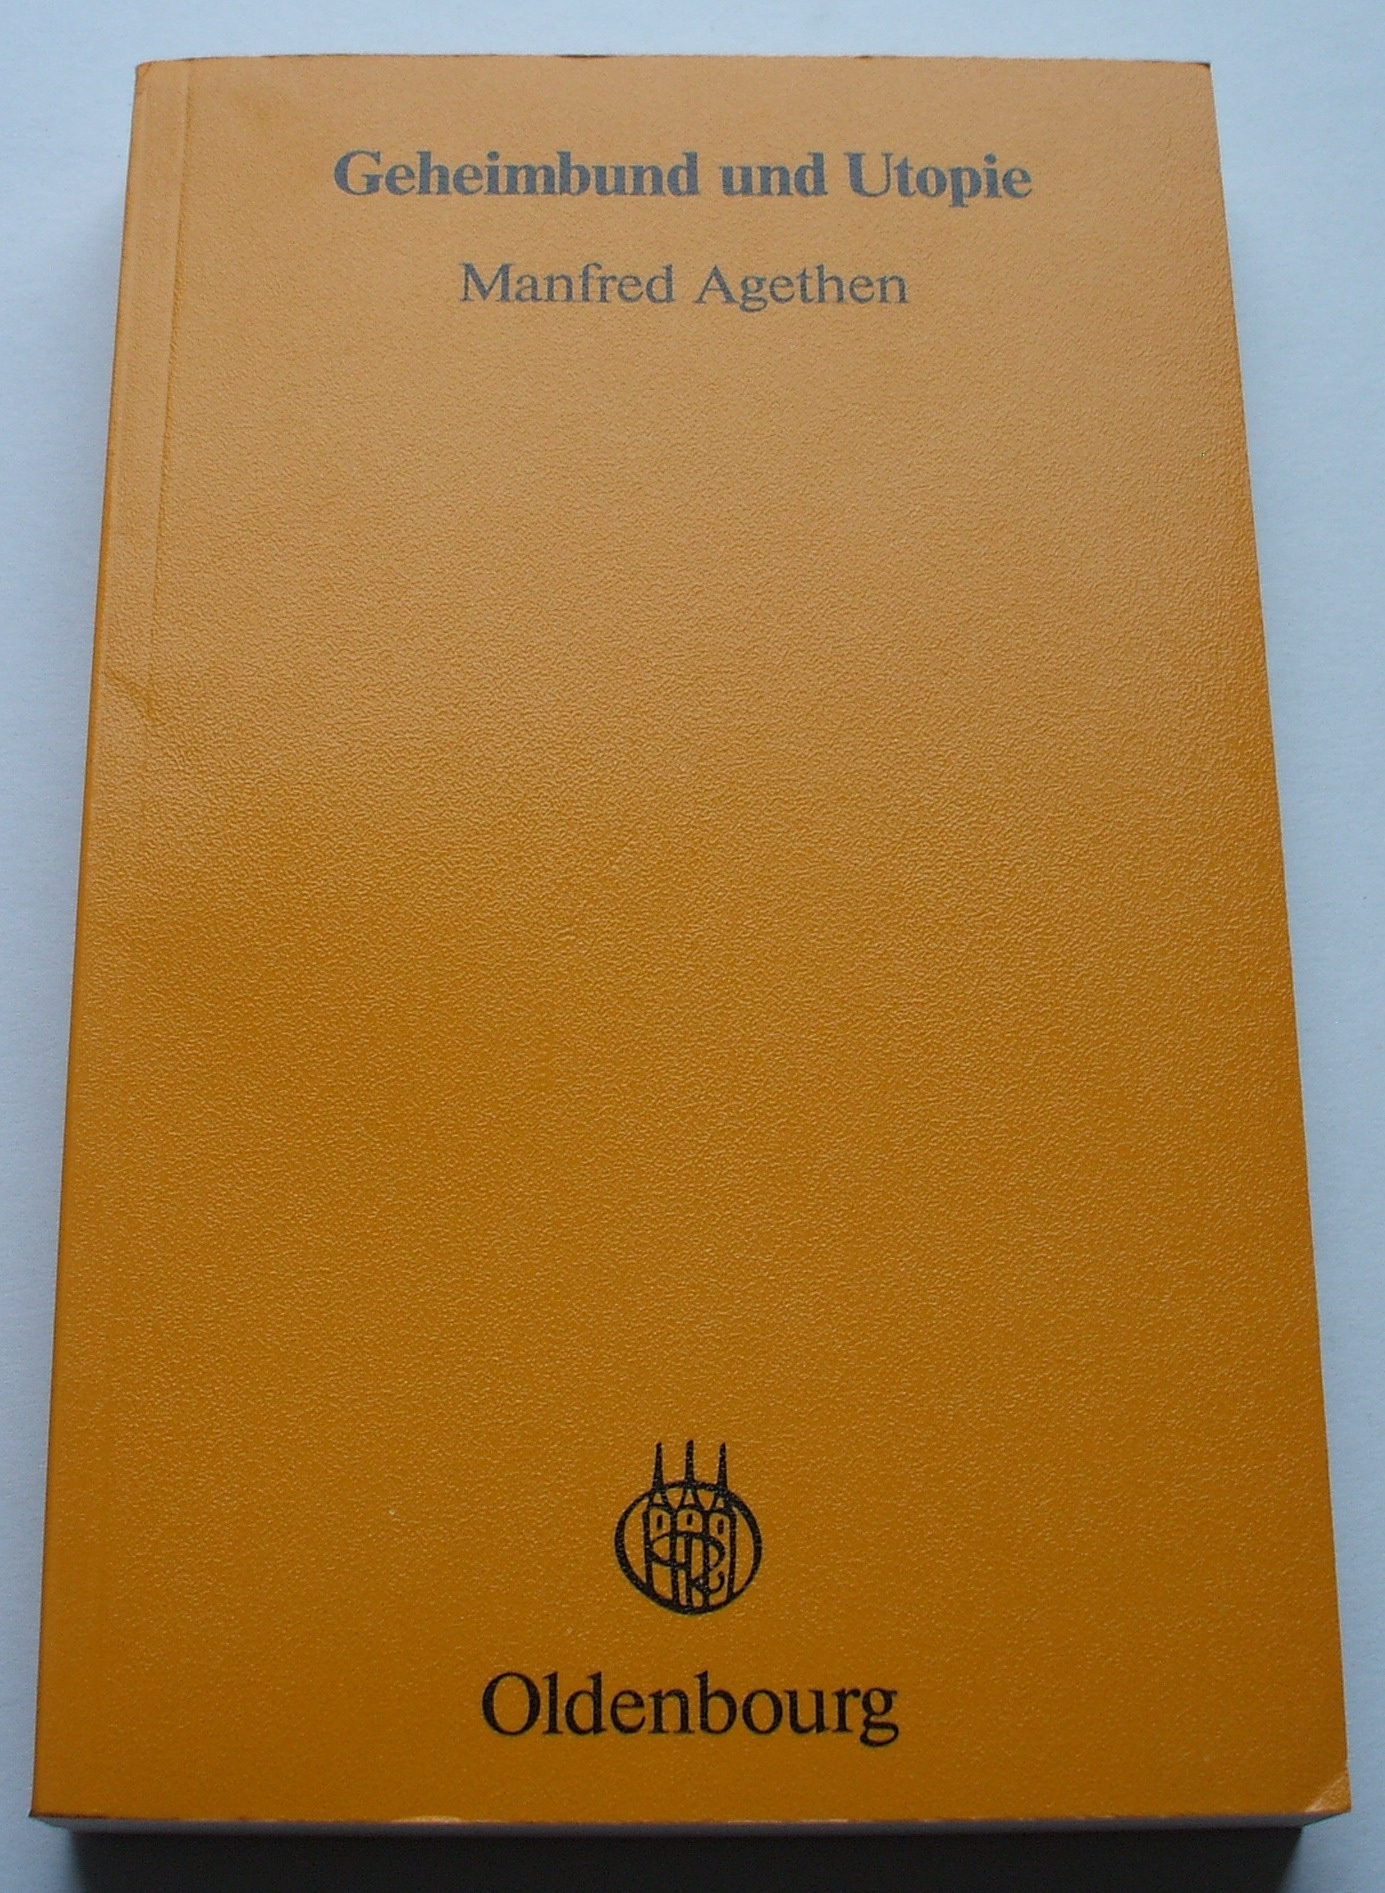 Geheimbund und Utopie
Manfred Agethen
Oldenbourg